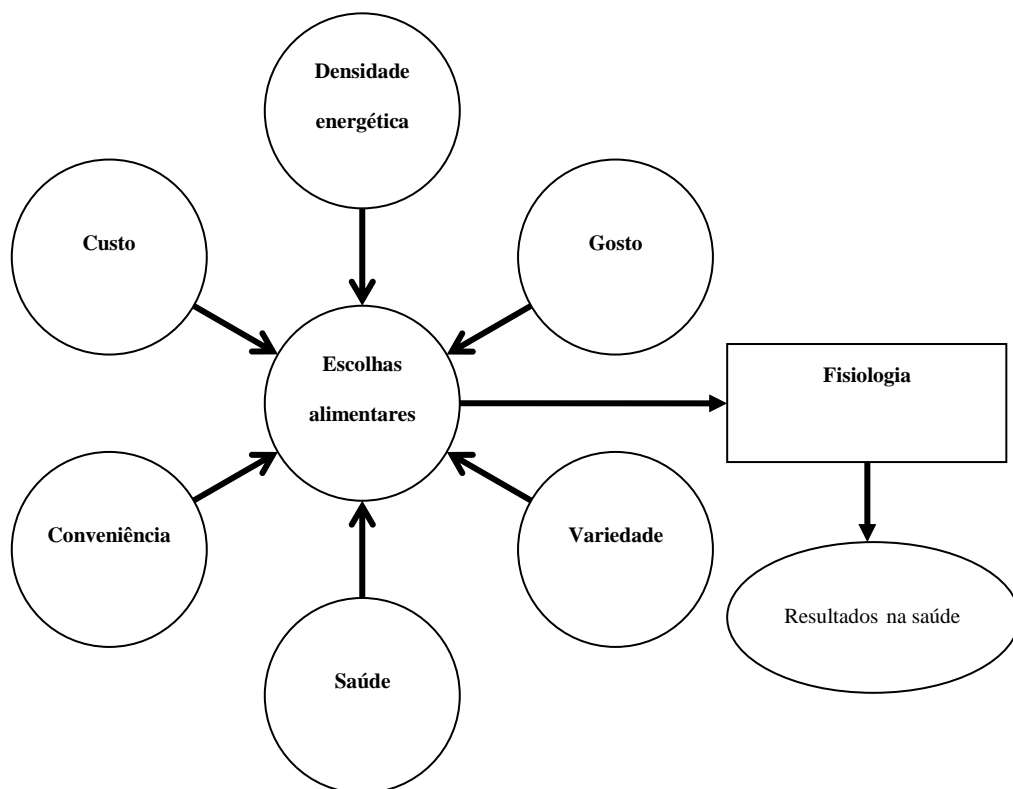 Densidade
energética
Custo
Gosto
Escolhas
alimentares
Fisiologia
Conveniência
Variedade
Resultados na saúde
Saúde